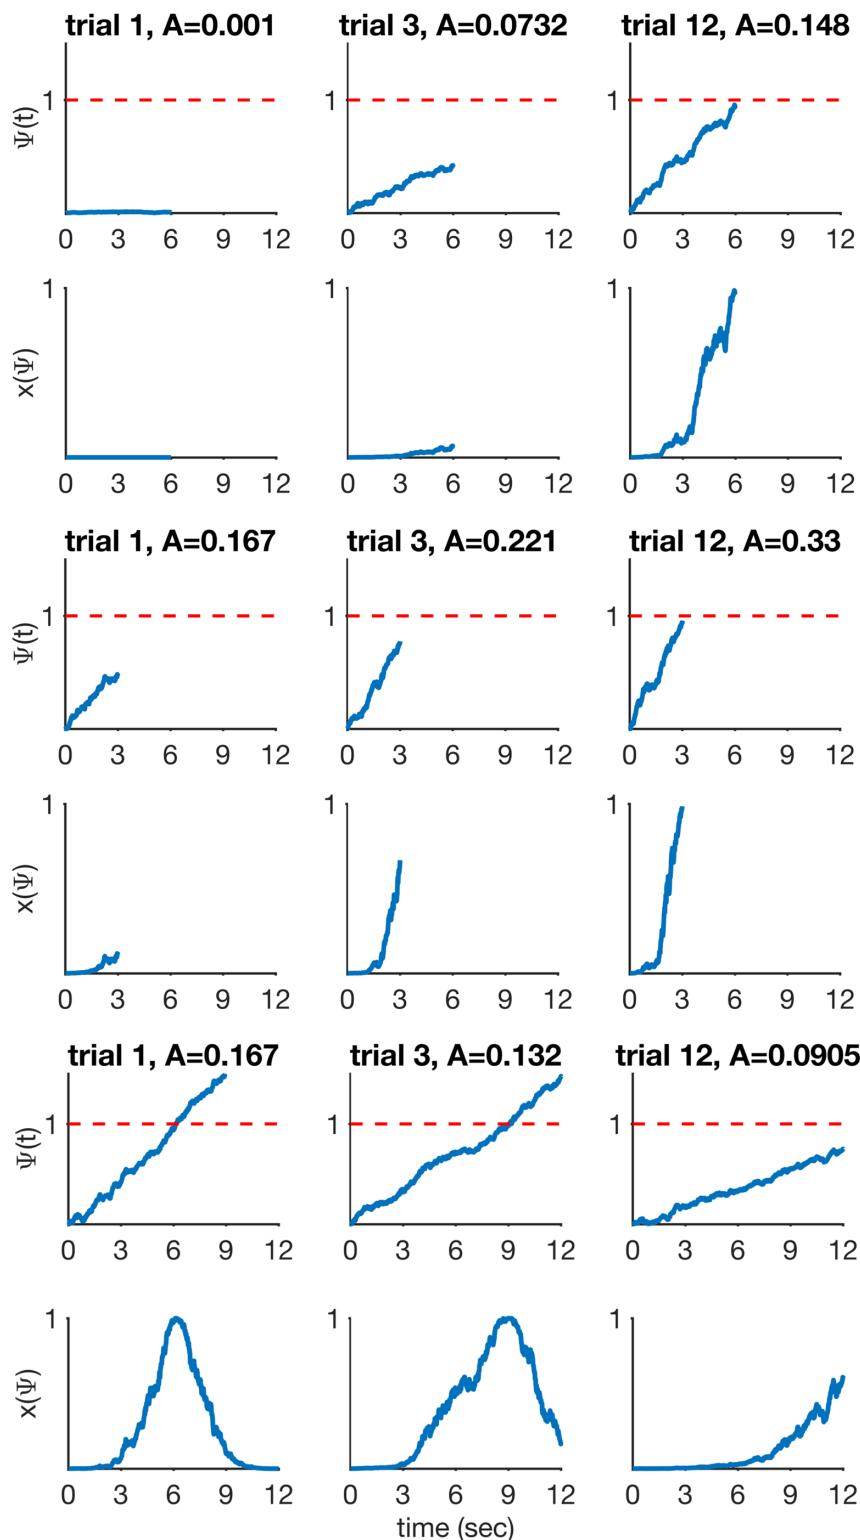 trial 1, A=0.001 trial 3, A=0.0732 trial 12, A=0.148
Ψ(t)
1 1 1
0 3 6 9 12 0 3 6 9 12 0 3 6 9 12
x(Ψ)
1 1 1
0 3 6 9 12 0 3 6 9 12 0 3 6 9 12
trial 1, A=0.167 trial 3, A=0.221 trial 12, A=0.33
Ψ(t)
1 1 1
0 3 6 9 12 0 3 6 9 12 0 3 6 9 12
x(Ψ)
1 1 1
0 3 6 9 12 0 3 6 9 12 0 3 6 9 12
trial 1, A=0.167 trial 3, A=0.132 trial 12, A=0.0905
Ψ(t)
1 1 1
0 3 6 9 12 0 3 6 9 12 0 3 6 9 12
x(Ψ)
1 1 1
0 3 6 9 12 0 3 6 9 12 0 3 6 9 12
time (sec)